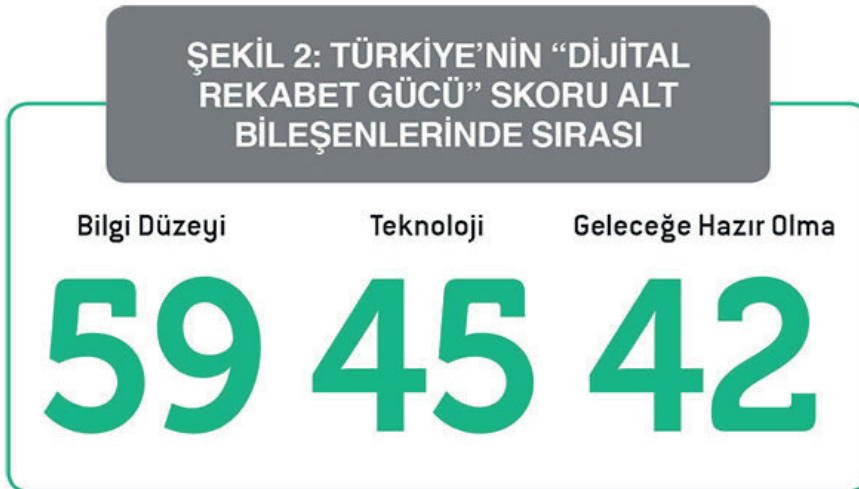 ŞEKİL 2: TÜRKİYE’NİN “DİJİTAL
REKABET GÜCÜ” SKORU ALT
BİLEŞENLERİNDE SIRASI
Bilgi Düzeyi Teknoloji Geleceğe Hazır Olma
59 45 42